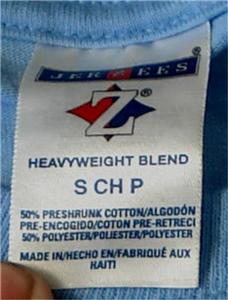 JERZEES
Z®
HEAVYWEIGHT BLEND
S CH P
50% PRESHRUNK COTTON/ALGODÓN
PRE-ENCOGIDO/COTON PRE-RETRECI
50% POLYESTER/POLIESTER/POLYESTER
MADE IN/HECHO EN/FABRIQUÉ AUX
HAITI